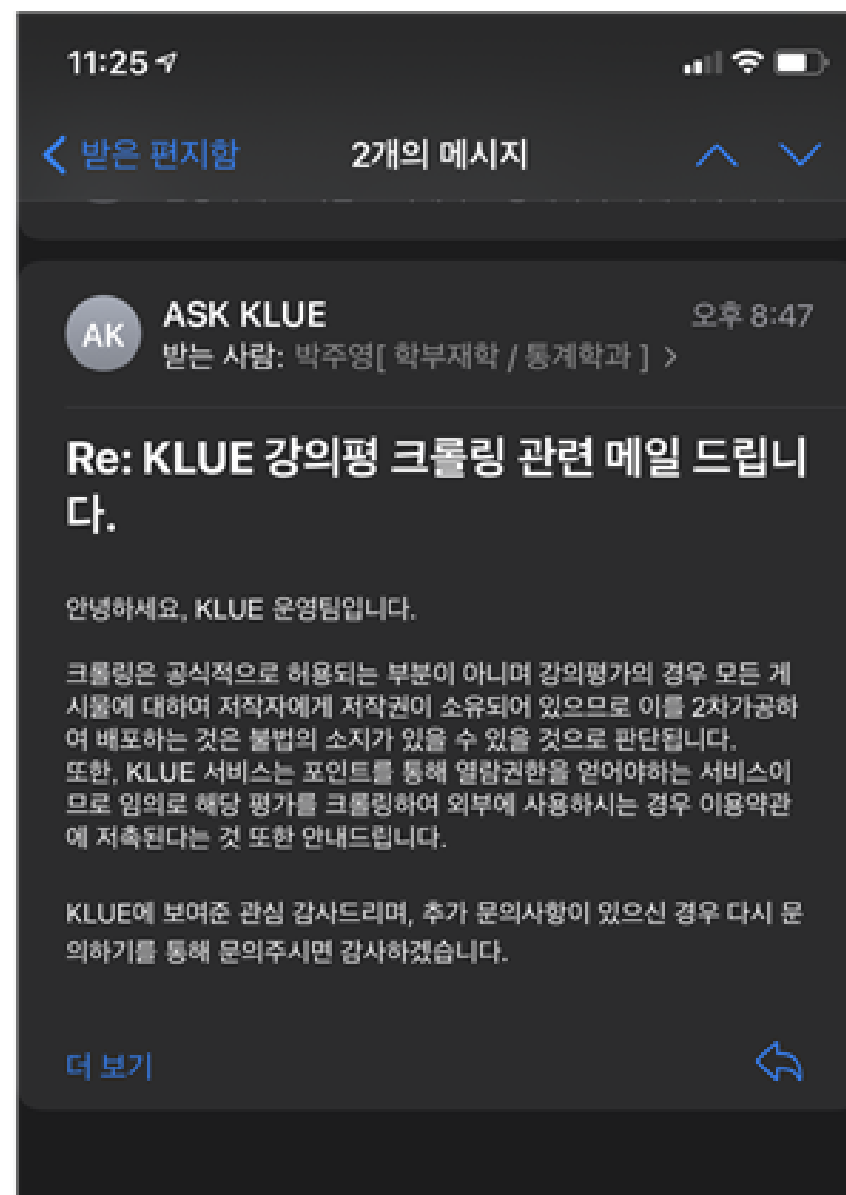 11:25
받은 편지함
2개의 메시지
AK
ASK KLUE
오후 8:47
받는 사람: 박주영[ 학부재학 / 통계학과 ]
Re: KLUE 강의평 크롤링 관련 메일 드립니
다.
안녕하세요, KLUE 운영팀입니다.
크롤링은 공식적으로 허용되는 부분이 아니며 강의평가의 경우 모든 게
시물에 대하여 저작자에게 저작권이 소유되어 있으므로 이를 2차가공하
여 배포하는 것은 불법의 소지가 있을 수 있을 것으로 판단됩니다.
또한, KLUE 서비스는 포인트를 통해 열람권한을 얻어야하는 서비스이
므로 임의로 해당 평가를 크롤링하여 외부에 사용하시는 경우 이용약관
에 저촉된다는 것 또한 안내드립니다.
KLUE에 보여준 관심 감사드리며, 추가 문의사항이 있으신 경우 다시 문
의하기를 통해 문의주시면 감사하겠습니다.
더 보기